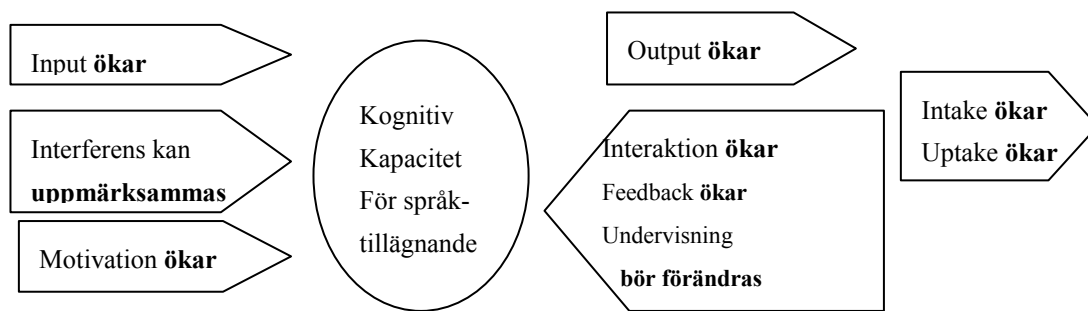 Input ökar
Interferens kan
uppmärksammas
Motivation ökar
Kognitiv
Kapacitet
För språk-
tillägnande
Output ökar
Interaktion ökar
Feedback ökar
Undervisning
bör förändras
Intake ökar
Uptake ökar